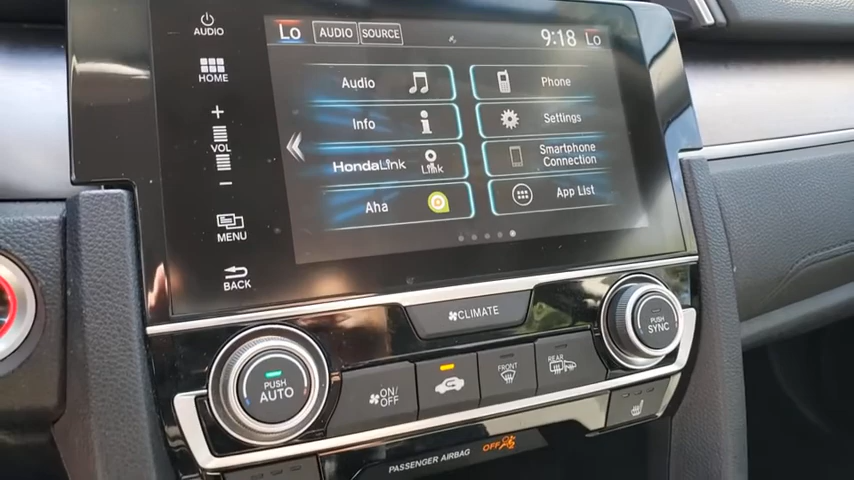 AUDIO
Lo AUDIO SOURCE 9:18 Lo
HOME
Audio Phone
+
VOL
-
Info i Settings
HondaLink Link Smartphone
Connection
Aha App List
MENU
BACK
CLIMATE
PUSH
AUTO
ON/
OFF
FRONT
REAR
PUSH
SYNC
PASSENGER AIRBAG OFF